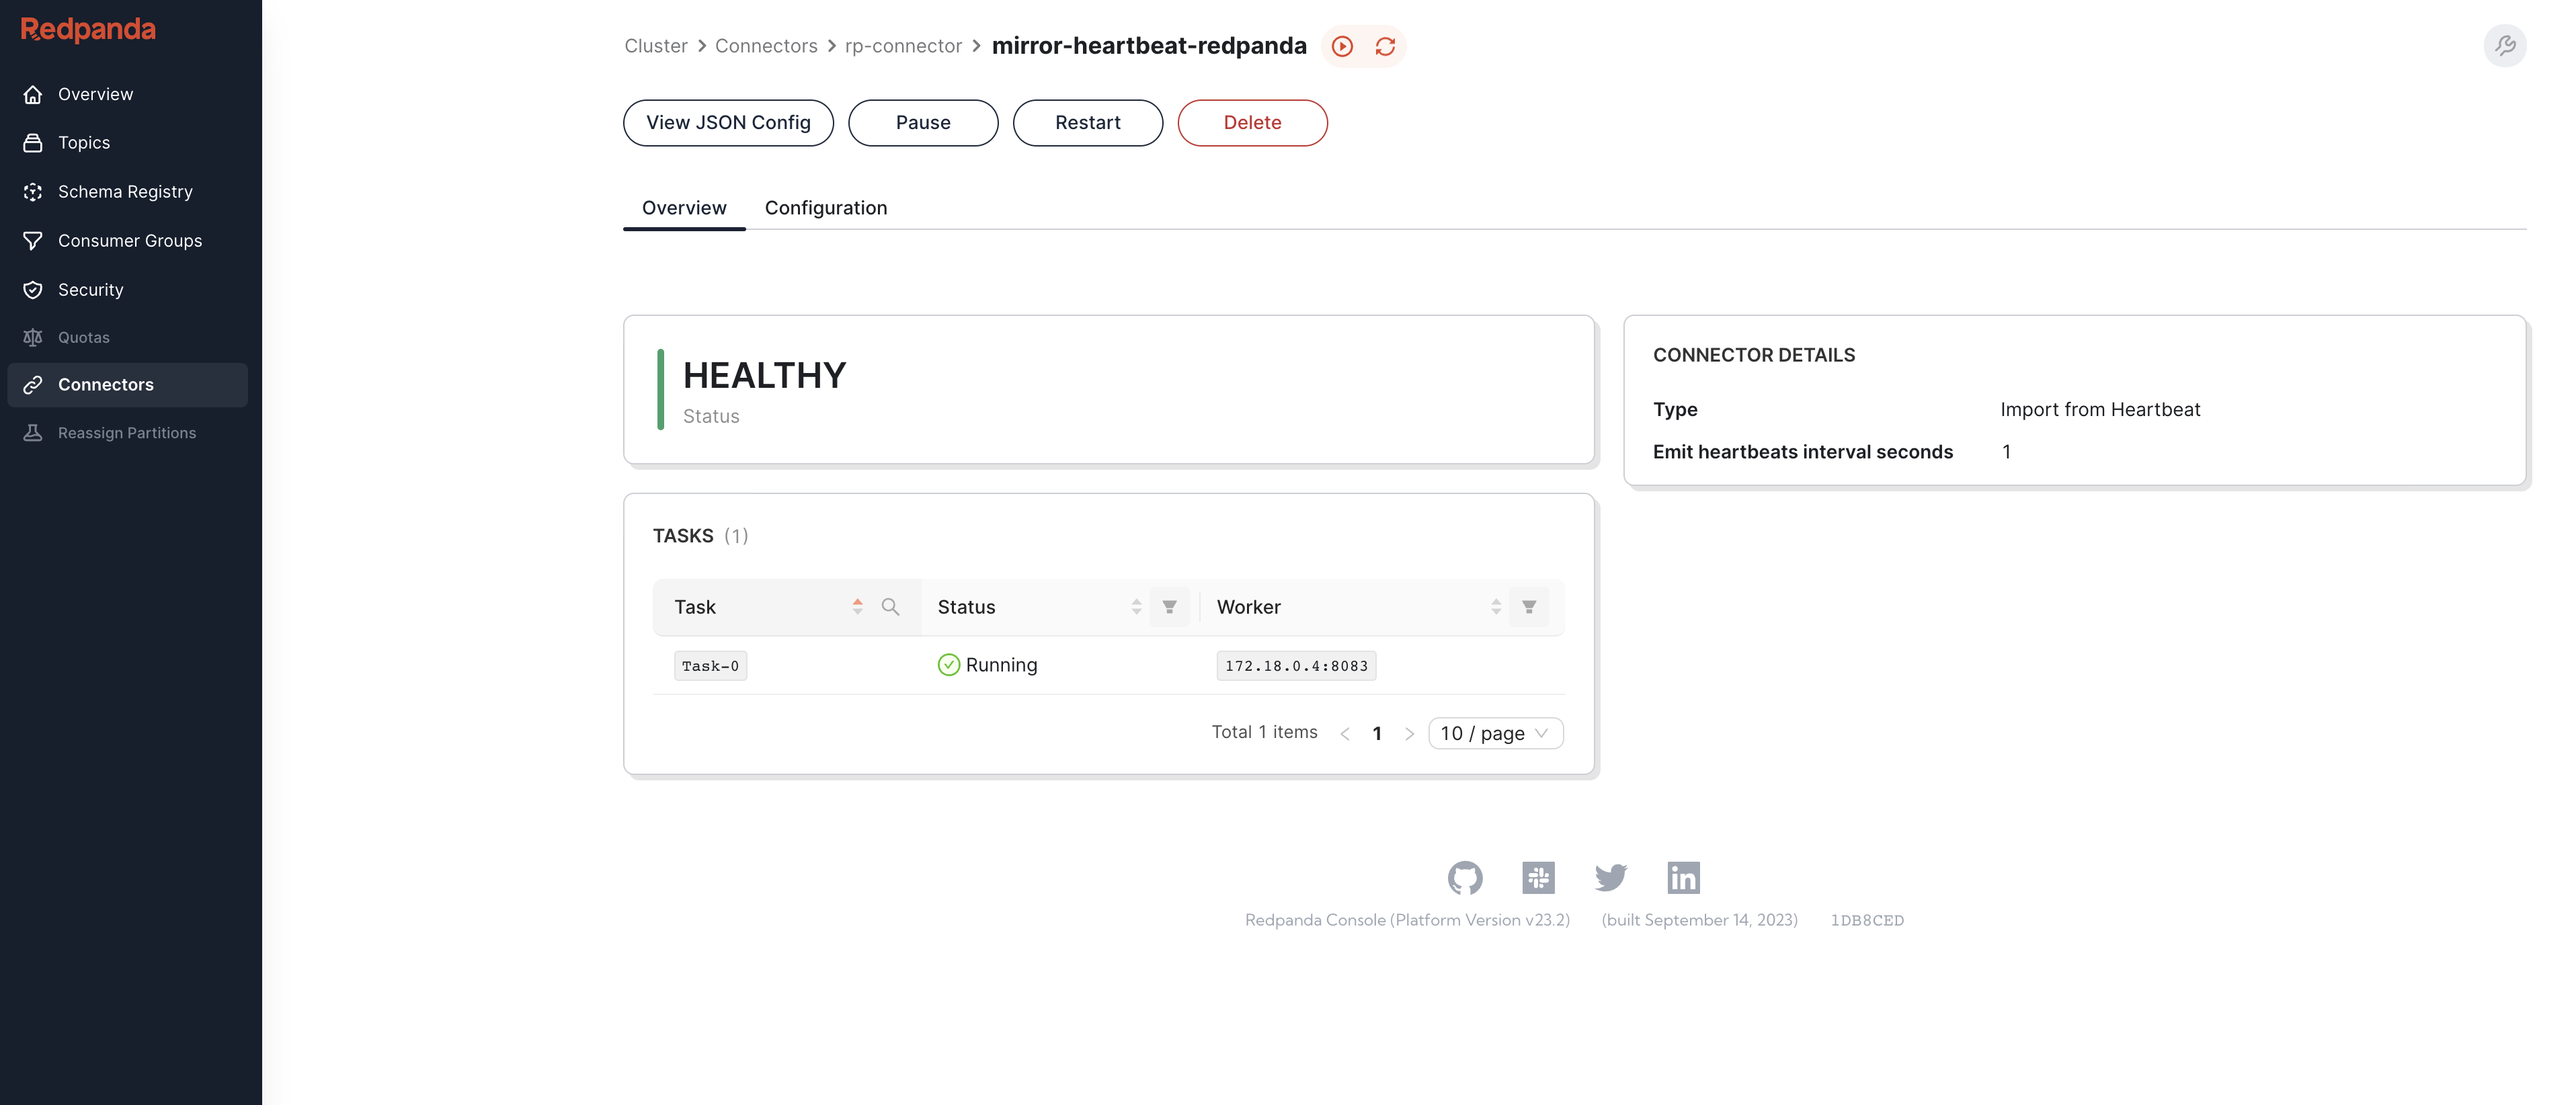 Redpanda
Overview
Topics
Schema Registry
Consumer Groups
Security
Quotas
Connectors
Reassign Partitions
Cluster > Connectors > rp-connector > mirror-heartbeat-redpanda
View JSON Config Pause Restart Delete
Overview Configuration
HEALTHY
Status
TASKS (1)
Task Status Worker
Task-0 Running 172.18.0.4:8083
Total 1 items < 1 > 10 / page
CONNECTOR DETAILS
Type Import from Heartbeat
Emit heartbeats interval seconds 1
in
Redpanda Console (Platform Version v23.2) (built September 14, 2023) 1DB8CED